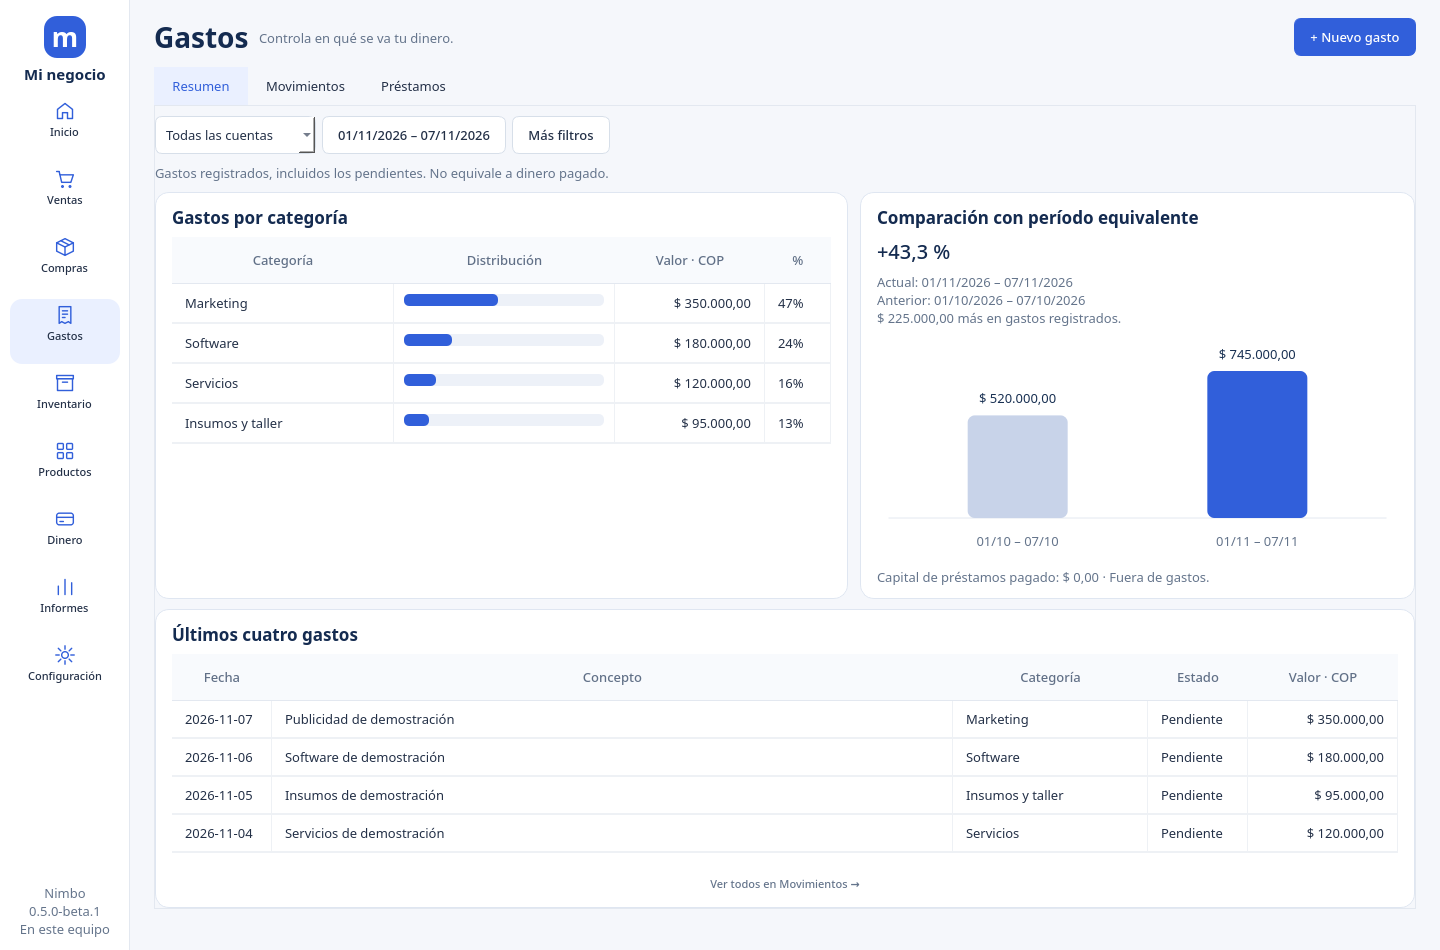 m
Mi negocio
Inicio
Ventas
Compras
Gastos
Inventario
Productos
Dinero
Informes
Configuración
Nimbo
0.5.0-beta.1
En este equipo
Gastos Controla en qué se va tu dinero.
+ Nuevo gasto
Resumen Movimientos Préstamos
Todas las cuentas 01/11/2026 – 07/11/2026 Más filtros
Gastos registrados, incluidos los pendientes. No equivale a dinero pagado.
Gastos por categoría
Categoría Distribución Valor · COP %
Marketing $ 350.000,00 47%
Software $ 180.000,00 24%
Servicios $ 120.000,00 16%
Insumos y taller $ 95.000,00 13%
Comparación con período equivalente
+43,3 %
Actual: 01/11/2026 – 07/11/2026
Anterior: 01/10/2026 – 07/10/2026
$ 225.000,00 más en gastos registrados.
$ 745.000,00
$ 520.000,00
01/10 – 07/10 01/11 – 07/11
Capital de préstamos pagado: $ 0,00 · Fuera de gastos.
Últimos cuatro gastos
Fecha Concepto Categoría Estado Valor · COP
2026-11-07 Publicidad de demostración Marketing Pendiente $ 350.000,00
2026-11-06 Software de demostración Software Pendiente $ 180.000,00
2026-11-05 Insumos de demostración Insumos y taller Pendiente $ 95.000,00
2026-11-04 Servicios de demostración Servicios Pendiente $ 120.000,00
Ver todos en Movimientos →